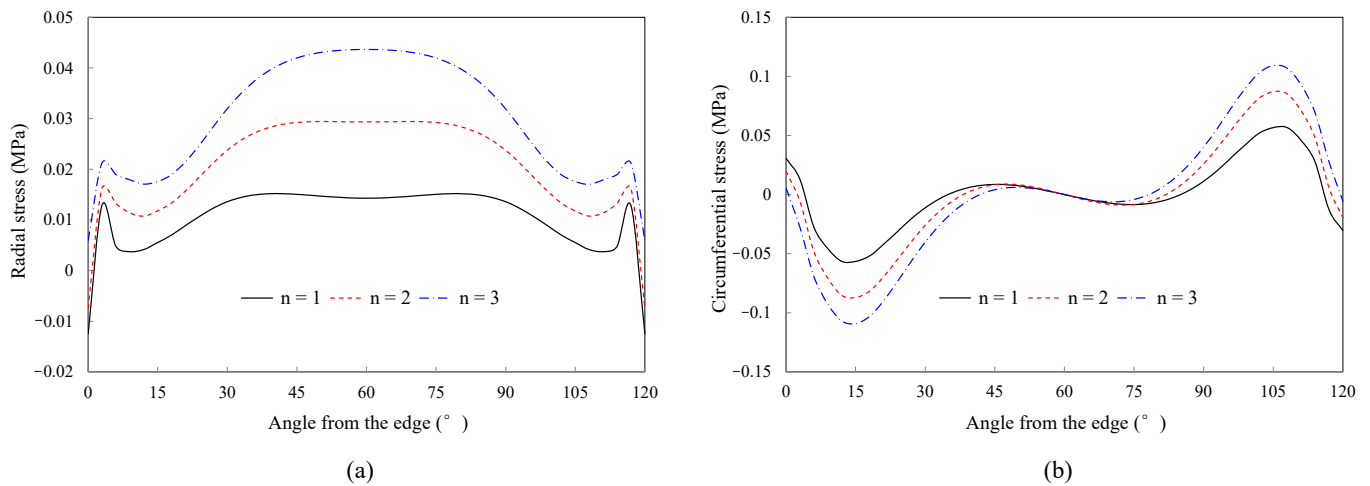 Radial stress (MPa)
0.05
0.04
0.03
0.02
0.01
0
−0.01
−0.02
n = 1 n = 2 n = 3
0 15 30 45 60 75 90 105 120
Angle from the edge (° )
(a)
Circumferential stress (MPa)
0.15
0.1
0.05
0
−0.05
−0.1
−0.15
n = 1 n = 2 n = 3
0 15 30 45 60 75 90 105 120
Angle from the edge (° )
(b)